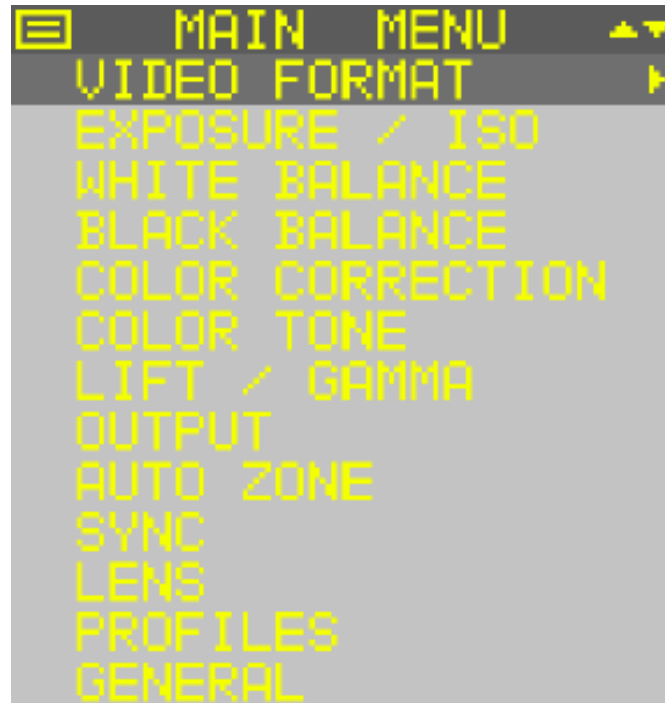 MAIN MENU
VIDEO FORMAT
EXPOSURE / ISO
WHITE BALANCE
BLACK BALANCE
COLOR CORRECTION
COLOR TONE
LIFT / GAMMA
OUTPUT
AUTO ZONE
SYNC
LENS
PROFILES
GENERAL